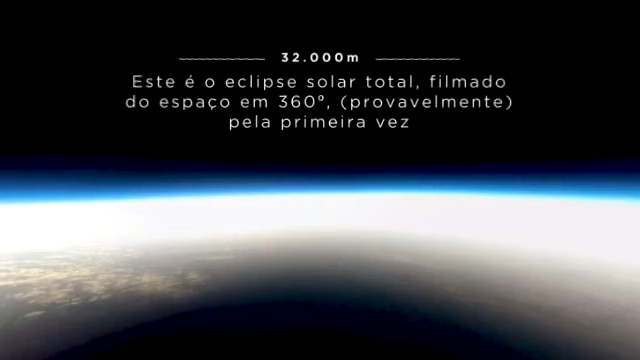 32.000m
Este é o eclipse solar total, filmado
do espaço em 360°, (provavelmente)
pela primeira vez